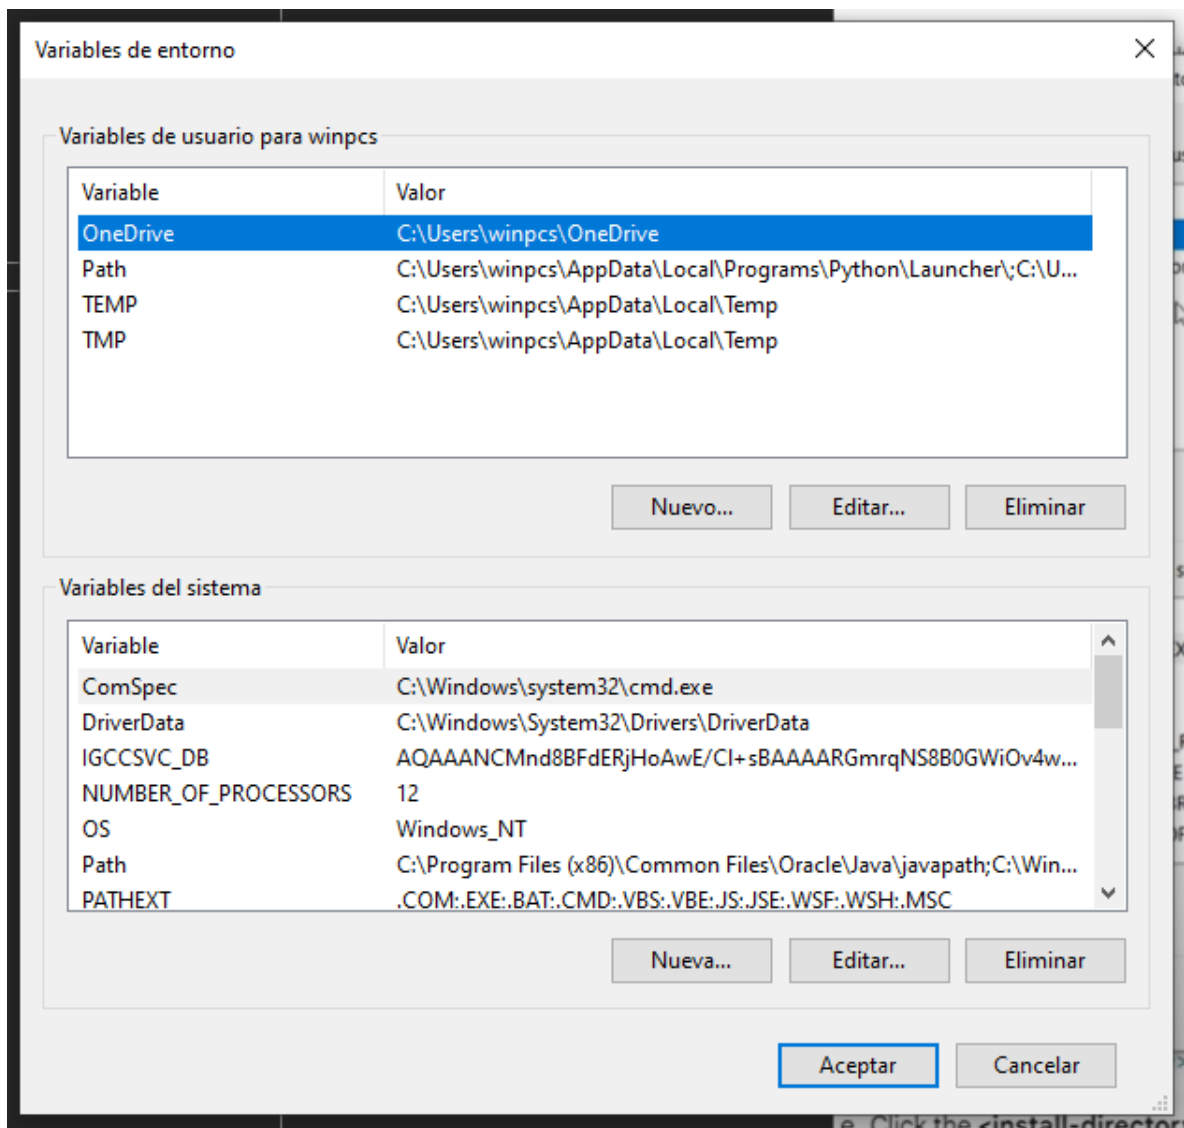 Variables de entorno
Variables de usuario para winpcs
Variable Valor
OneDrive C:\Users\winpcs\OneDrive
Path C:\Users\winpcs\AppData\Local\Programs\Python\Launcher\;C:\U...
TEMP C:\Users\winpcs\AppData\Local\Temp
TMP C:\Users\winpcs\AppData\Local\Temp
Nuevo... Editar... Eliminar
Variables del sistema
Variable Valor
ComSpec C:\Windows\system32\cmd.exe
DriverData C:\Windows\System32\Drivers\DriverData
IGCCSVC_DB AQAAANCMnd8BFdERjHoAwE/Cl+sBAAAARGmrqNS8B0GWiOv4w...
NUMBER_OF_PROCESSORS 12
OS Windows_NT
Path C:\Program Files (x86)\Common Files\Oracle\Java\javapath;C:\Win...
PATHEXT .COM;.EXE;.BAT;.CMD;.VBS;.VBE;.JS;.JSE;.WSF;.WSH;.MSC
Nueva... Editar... Eliminar
Aceptar Cancelar
e. Click the <install-director